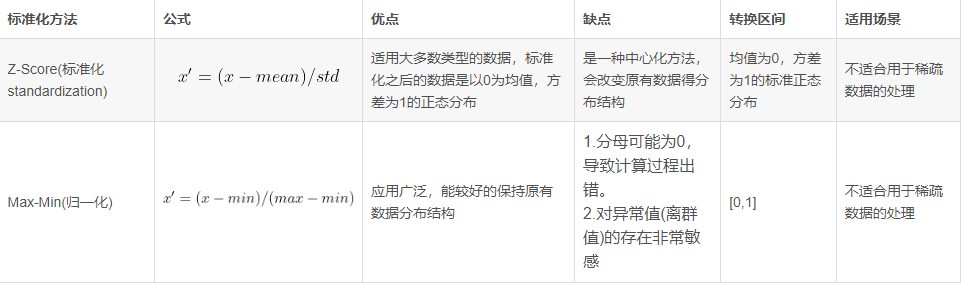 标准化方法
公式
优点
缺点
转换区间
适用场景
Z-Score(标准化
standardization)
x′ = (x − mean)/std
适用大多数类型的数据，标准
化之后的数据是以0为均值，方
差为1的正态分布
是一种中心化方法，
会改变原有数据得分
布结构
均值为0，方差
为1的标准正态
分布
不适合用于稀疏
数据的处理
Max-Min(归一化)
x′ = (x − min)/(max − min)
应用广泛，能较好的保持原有
数据分布结构
1.分母可能为0，
导致计算过程出
错。
2.对异常值(离群
值)的存在非常敏
感
[0,1]
不适合用于稀疏
数据的处理